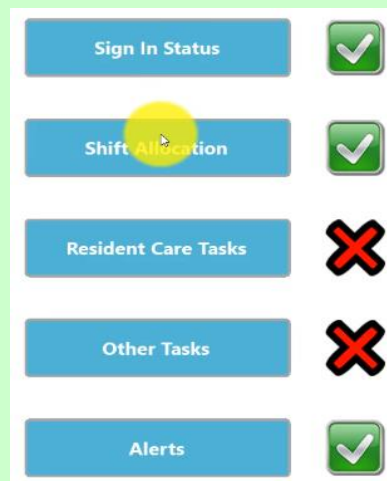 Sign In Status
Shift Allocation
Resident Care Tasks
Other Tasks
Alerts